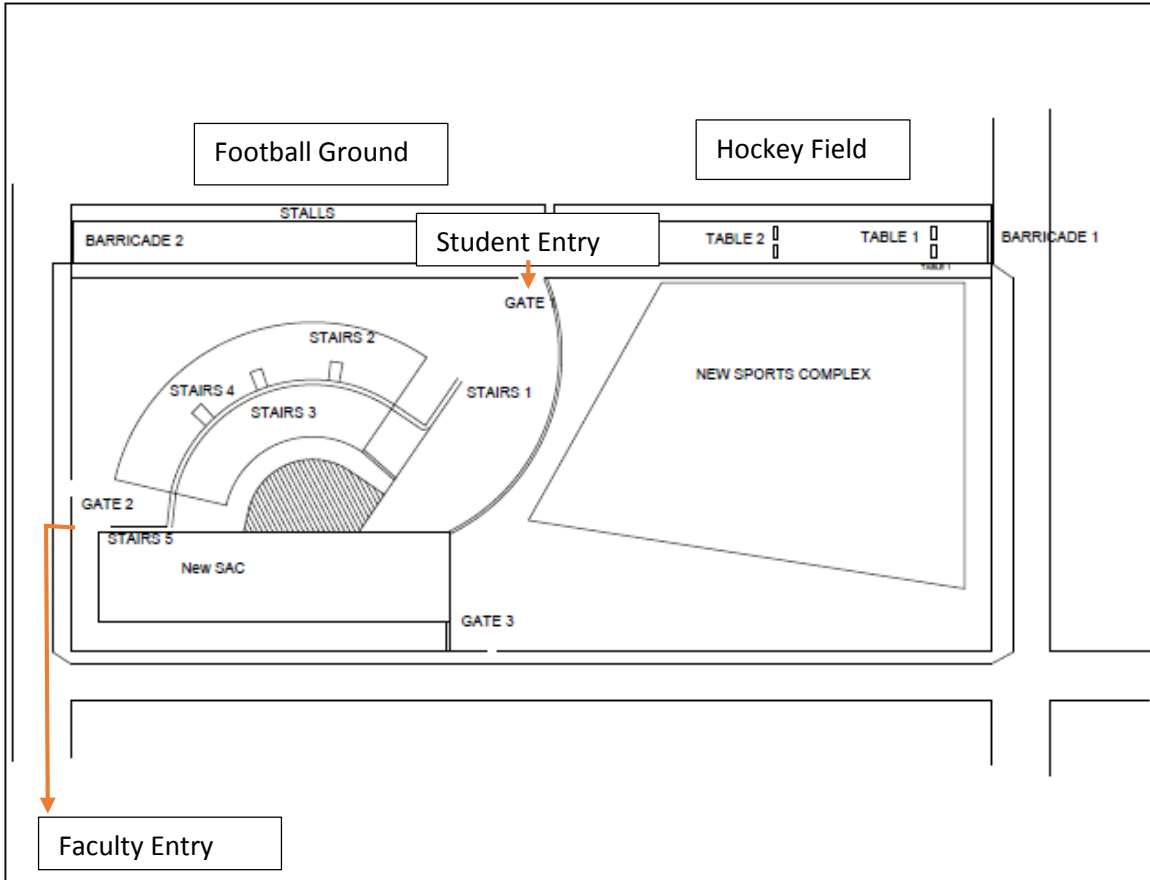 Football Ground
Hockey Field
STALLS
BARRICADE 2
Student Entry
TABLE 2
TABLE 1
BARRICADE 1
TABLE 1
GATE 1
STAIRS 2
STAIRS 4
STAIRS 3
STAIRS 1
NEW SPORTS COMPLEX
GATE 2
STAIRS 5
New SAC
GATE 3
Faculty Entry